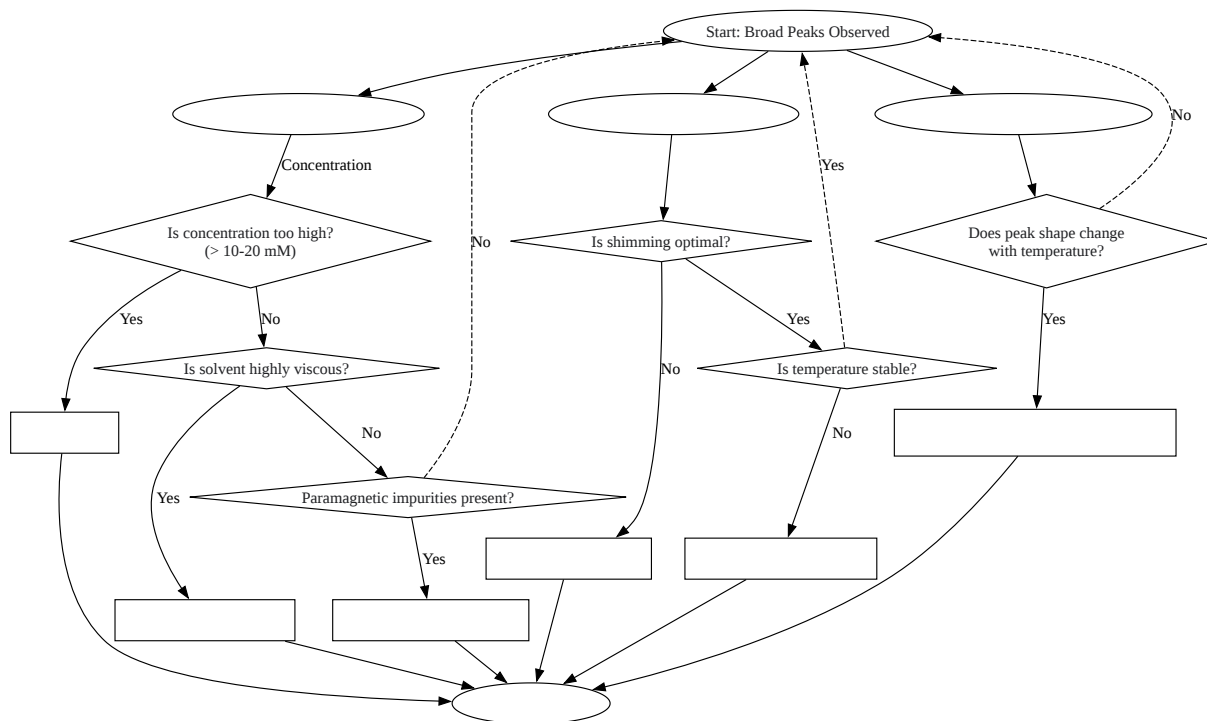 Start: Broad Peaks Observed
No
Yes
Concentration
Is concentration too high?
(> 10-20 mM)
No
Is shimming optimal?
Does peak shape change
with temperature?
Yes
No
Yes
Yes
Is solvent highly viscous?
No
Is temperature stable?
No
No
Yes
Paramagnetic impurities present?
Yes